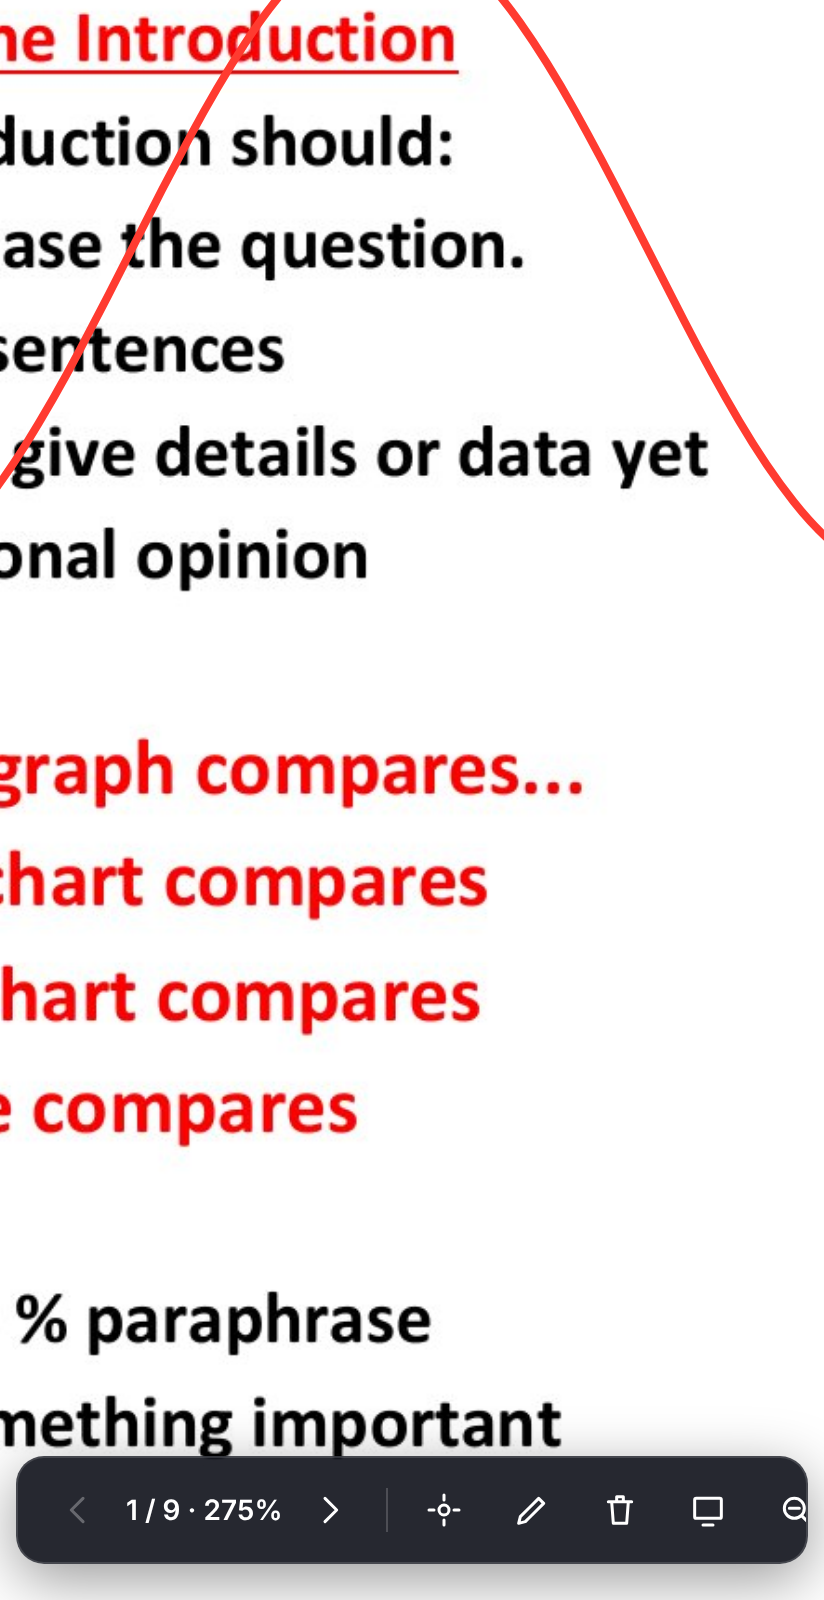 ne Introduction
duction should:
ase the question.
sentences
give details or data yet
onal opinion
graph compares...
chart compares
hart compares
e compares
% paraphrase
mething important
1 / 9 · 275%